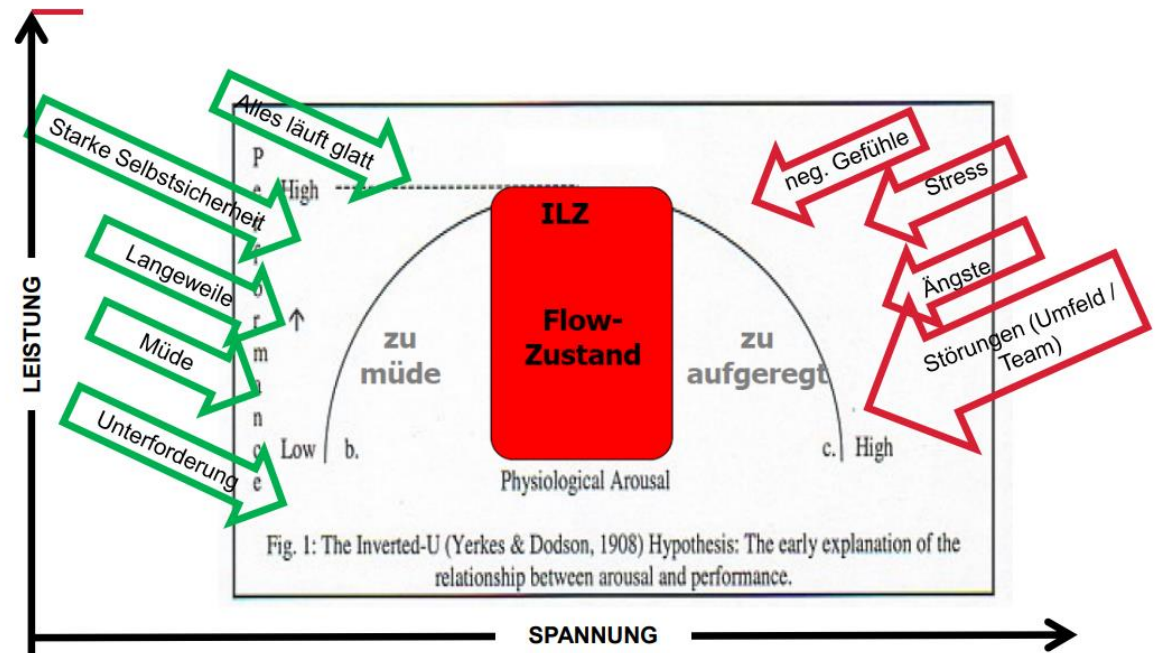 LEISTUNG
Alles läuft glatt
Starke Selbstsicherheit
Langeweile
Müde
Unterforderung
Performance
High
Low
b.
ILZ
Flow-
Zustand
zu
müde
zu
aufgeregt
c.
High
neg. Gefühle
Stress
Ängste
Störungen (Umfeld /
Team)
Physiological Arousal
Fig. 1: The Inverted-U (Yerkes & Dodson, 1908) Hypothesis: The early explanation of the
relationship between arousal and performance.
SPANNUNG